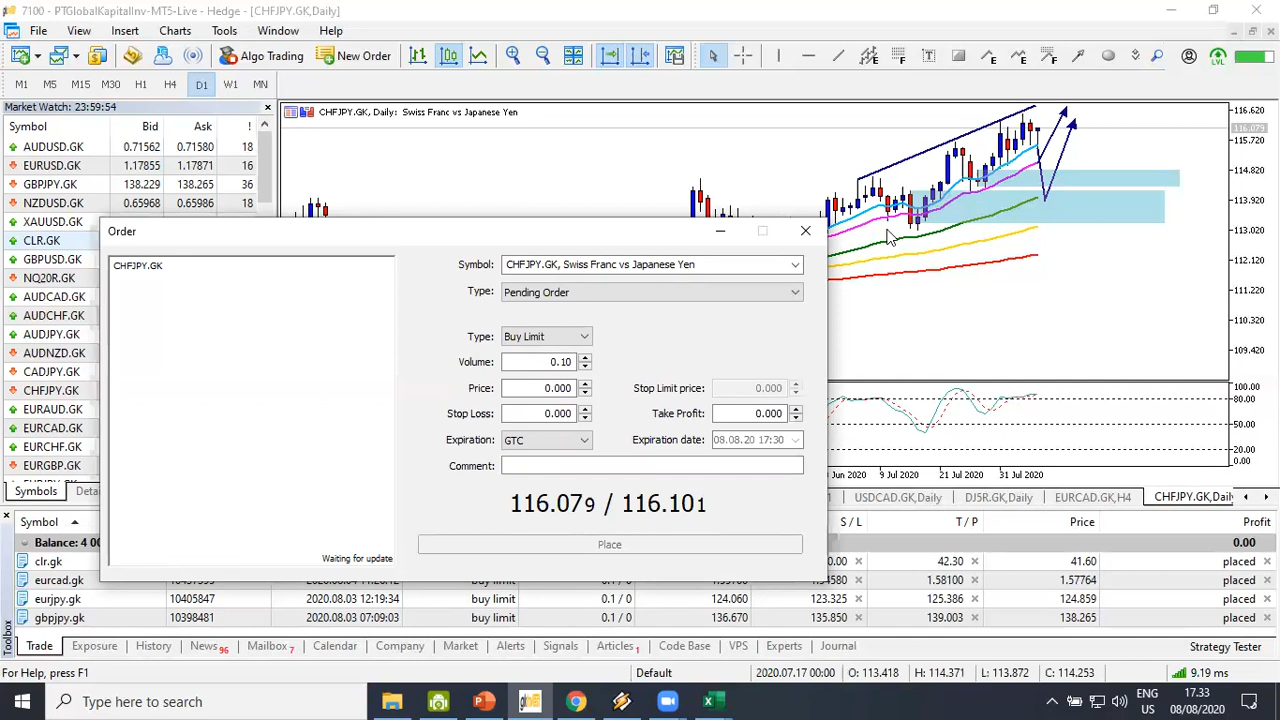 7100 - PTGlobalKapitalInv-MT5-Live - Hedge - [CHFJPY.GK,Daily]
File View Insert Charts Tools Window Help
Algo Trading New Order
LVL
M1 M5 M15 M30 H1 H4 D1 W1 MN
Market Watch: 23:59:54
Symbol Bid Ask !
AUDUSD.GK 0.71562 0.71580 18
EURUSD.GK 1.17855 1.17871 16
GBPJPY.GK 138.229 138.265 36
NZDUSD.GK 0.65968 0.65986 18
XAUUSD.GK
CLR.GK
GBPUSD.GK
NQ20R.GK
AUDCAD.GK
AUDCHF.GK
AUDJPY.GK
AUDNZD.GK
CADJPY.GK
CHFJPY.GK
EURAUD.GK
EURCAD.GK
EURCHF.GK
EURGBP.GK
Symbols
CHFJPY.GK, Daily: Swiss Franc vs Japanese Yen
116.620
116.079
115.720
114.820
113.920
113.020
112.120
111.220
110.320
109.420
100.00
80.00
50.00
20.00
0.00
Jun 2020 9 Jul 2020 21 Jul 2020 31 Jul 2020
USDCAD.GK,Daily DJ5R.GK,Daily EURCAD.GK,H4 CHFJPY.GK,Daily
Order
CHFJPY.GK
Waiting for update
Symbol: CHFJPY.GK, Swiss Franc vs Japanese Yen
Type: Pending Order
Type: Buy Limit
Volume: 0.10
Price: 0.000 Stop Limit price: 0.000
Stop Loss: 0.000 Take Profit: 0.000
Expiration: GTC Expiration date: 08.08.20 17:30
Comment:
116.079 / 116.101
Place
Symbol S / L T / P Price Profit
Balance: 4 00 0.00
clr.gk 42.30 41.60 placed
eurcad.gk 1.58100 1.57764 placed
eurjpy.gk 10405847 2020.08.03 12:19:34 buy limit 0.1 / 0 124.060 123.325 125.386 124.859 placed
gbpjpy.gk 10398481 2020.08.03 07:09:03 buy limit 0.1 / 0 136.670 135.850 139.003 138.265 placed
Toolbox
Trade Exposure History News 96 Mailbox 7 Calendar Company Market Alerts Signals Articles 1 Code Base VPS Experts Journal Strategy Tester
For Help, press F1 Default 2020.07.17 00:00 O: 113.418 H: 114.371 L: 113.872 C: 114.253 9.19 ms
Type here to search
ENG
US
17.33
08/08/2020